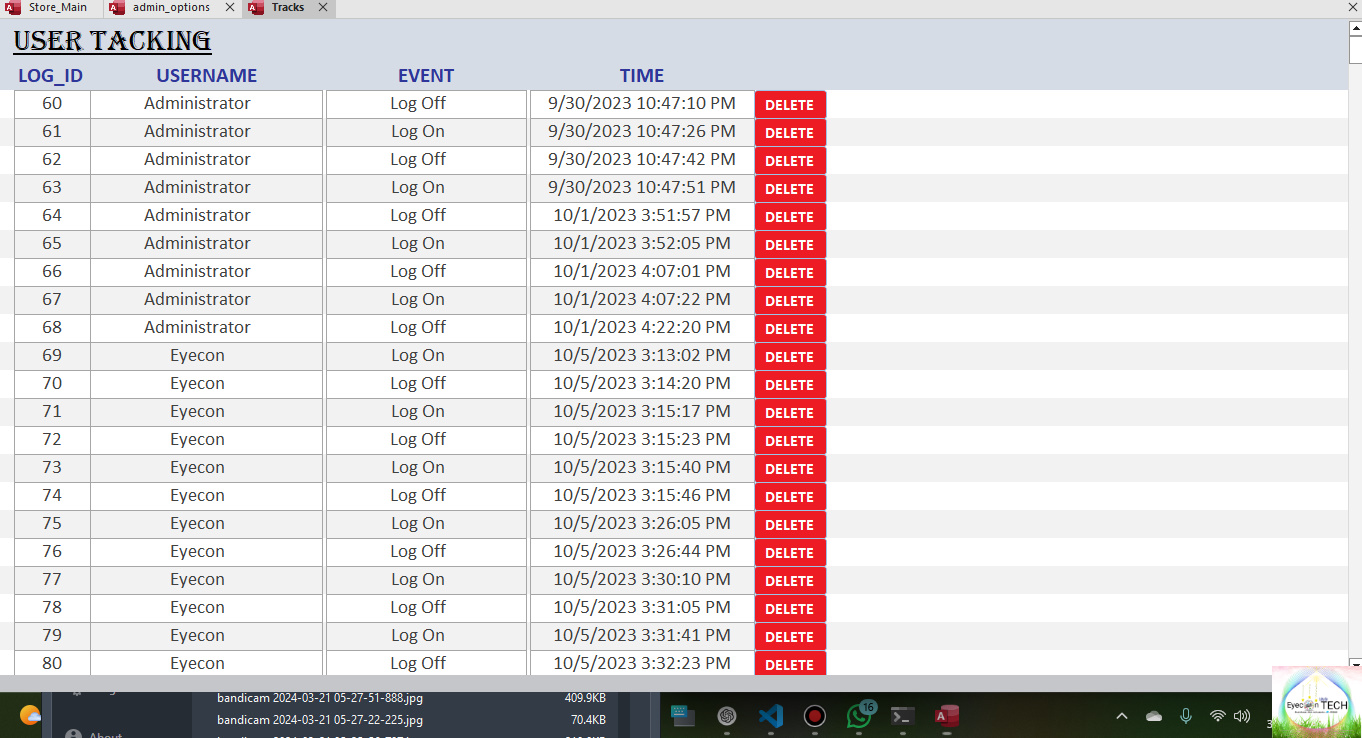 Store_Main admin_options Tracks
USER TACKING
LOG_ID USERNAME EVENT TIME
60 Administrator Log Off 9/30/2023 10:47:10 PM DELETE
61 Administrator Log On 9/30/2023 10:47:26 PM DELETE
62 Administrator Log Off 9/30/2023 10:47:42 PM DELETE
63 Administrator Log On 9/30/2023 10:47:51 PM DELETE
64 Administrator Log Off 10/1/2023 3:51:57 PM DELETE
65 Administrator Log On 10/1/2023 3:52:05 PM DELETE
66 Administrator Log Off 10/1/2023 4:07:01 PM DELETE
67 Administrator Log On 10/1/2023 4:07:22 PM DELETE
68 Administrator Log Off 10/1/2023 4:22:20 PM DELETE
69 Eyecon Log On 10/5/2023 3:13:02 PM DELETE
70 Eyecon Log Off 10/5/2023 3:14:20 PM DELETE
71 Eyecon Log On 10/5/2023 3:15:17 PM DELETE
72 Eyecon Log Off 10/5/2023 3:15:23 PM DELETE
73 Eyecon Log On 10/5/2023 3:15:40 PM DELETE
74 Eyecon Log Off 10/5/2023 3:15:46 PM DELETE
75 Eyecon Log On 10/5/2023 3:26:05 PM DELETE
76 Eyecon Log Off 10/5/2023 3:26:44 PM DELETE
77 Eyecon Log On 10/5/2023 3:30:10 PM DELETE
78 Eyecon Log Off 10/5/2023 3:31:05 PM DELETE
79 Eyecon Log On 10/5/2023 3:31:41 PM DELETE
80 Eyecon Log Off 10/5/2023 3:32:23 PM DELETE
bandicam 2024-03-21 05-27-51-888.jpg 409.9KB
bandicam 2024-03-21 05-27-22-225.jpg 70.4KB
About
16
TECH